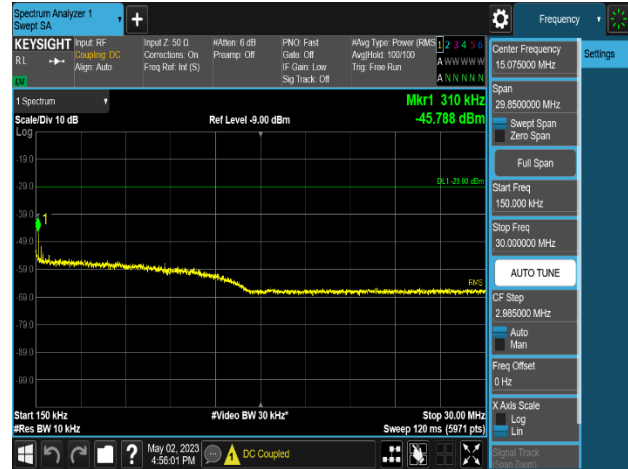 Spectrum Analyzer 1
Swept SA
+
Frequency
KEYSIGHT
RL
Input: RF
Coupling: DC
Align: Auto
Input Z: 50 Ω
Corrections: On
Freq Ref: Int (S)
#Atten: 6 dB
Preamp: Off
PNO: Fast
Gate: Off
IF Gain: Low
Sig Track: Off
#Avg Type: Power (RMS)
Avg|Hold: 100/100
Trig: Free Run
1 2 3 4 5 6
A W W W W W
A N N N N N
Settings
LW
1 Spectrum
Scale/Div 10 dB
Ref Level -9.00 dBm
Mkr1 310 kHz
-45.788 dBm
Log
-19.0
-29.0
-39.0
-49.0
-59.0
-69.0
-79.0
-89.0
-99.0
DL1 -29.00 dBm
1
RMS
Start 150 kHz
#Video BW 30 kHz*
Stop 30.00 MHz
#Res BW 10 kHz
Sweep 120 ms (5971 pts)
Center Frequency
15.075000 MHz
Span
29.8500000 MHz
Swept Span
Zero Span
Full Span
Start Freq
150.000 kHz
Stop Freq
30.000000 MHz
AUTO TUNE
CF Step
2.985000 MHz
Auto
Man
Freq Offset
0 Hz
X Axis Scale
Log
Lin
Signal Track
(Span Zoom)
?
May 02, 2023
4:56:01 PM
DC Coupled